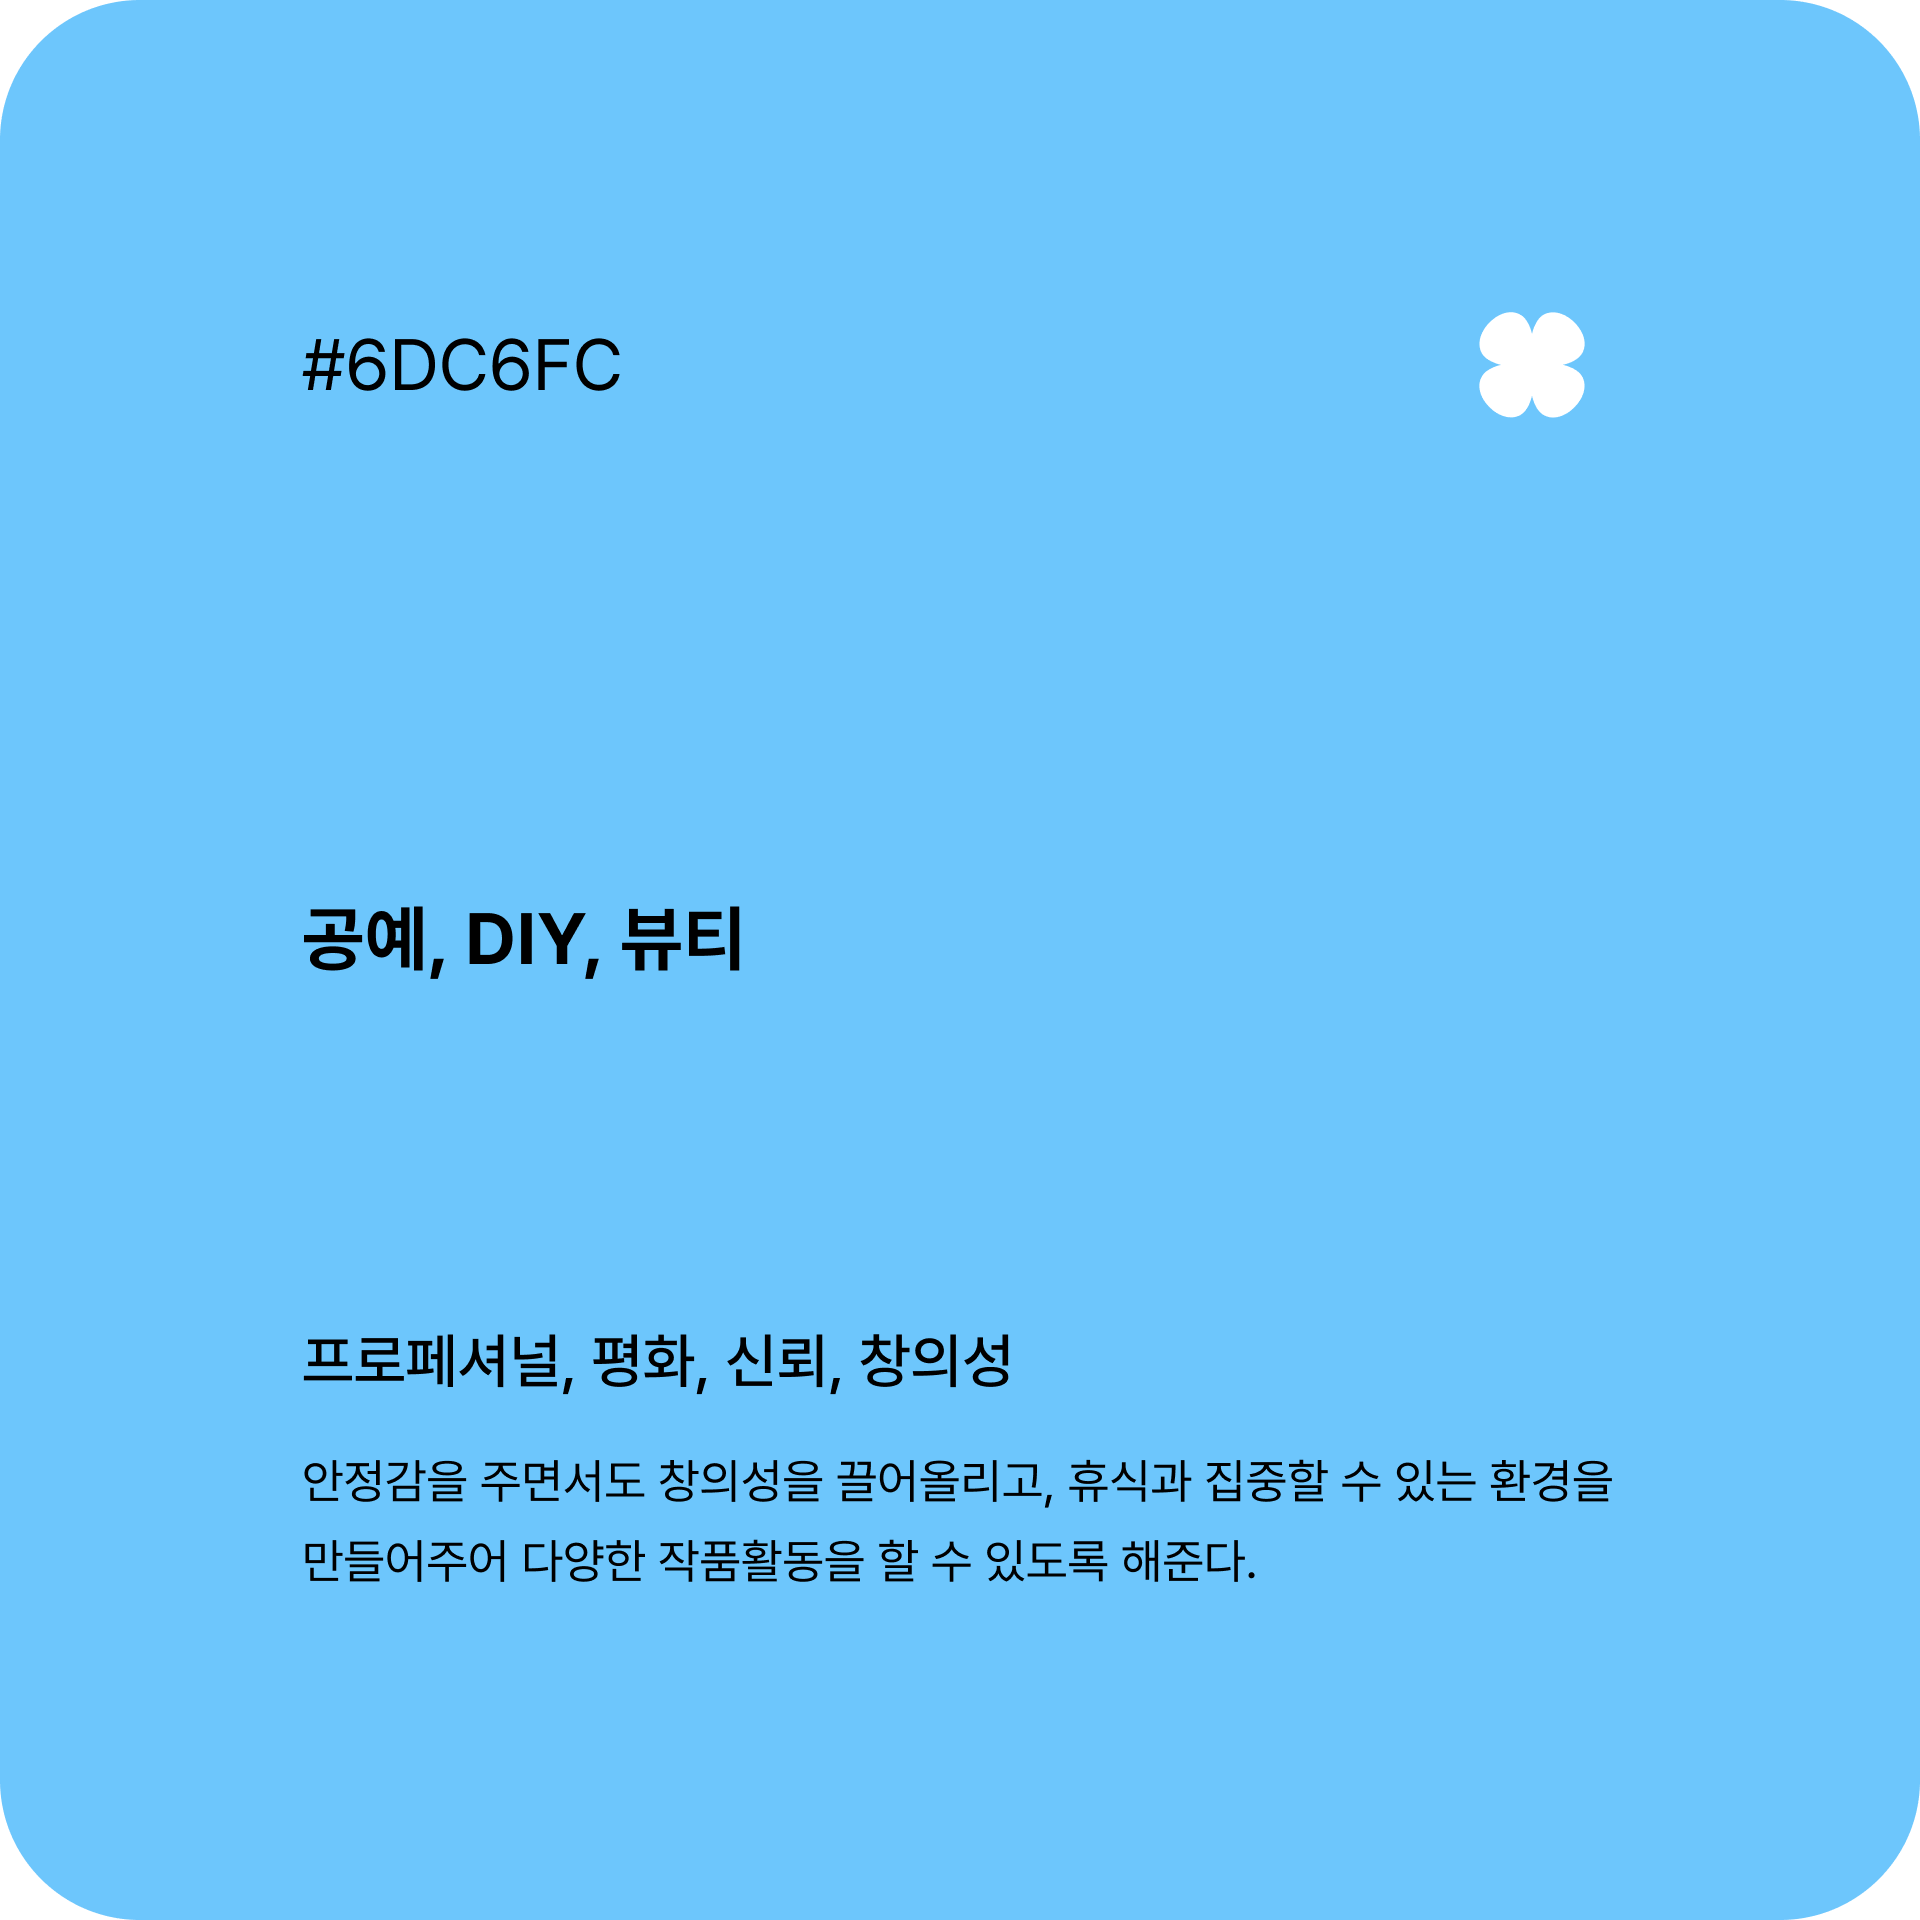 #6DC6FC
공예, DIY, 뷰티
프로페셔널, 평화, 신뢰, 창의성
안정감을 주면서도 창의성을 끌어올리고, 휴식과 집중할 수 있는 환경을
만들어주어 다양한 작품활동을 할 수 있도록 해준다.